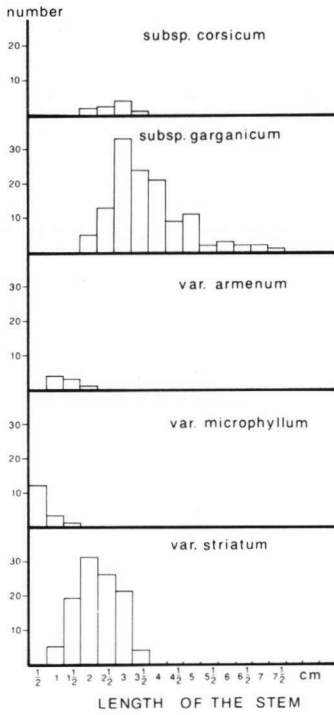 number
subsp. corsicum
20
10
subsp. garganicum
30
20
10
var. armenum
30
20
10
var. microphyllum
30
20
10
var. striatum
30
20
10
½ 1 1½ 2 2½ 3 3½ 4 4½ 5 5½ 6 6½ 7 7½ cm
LENGTH OF THE STEM